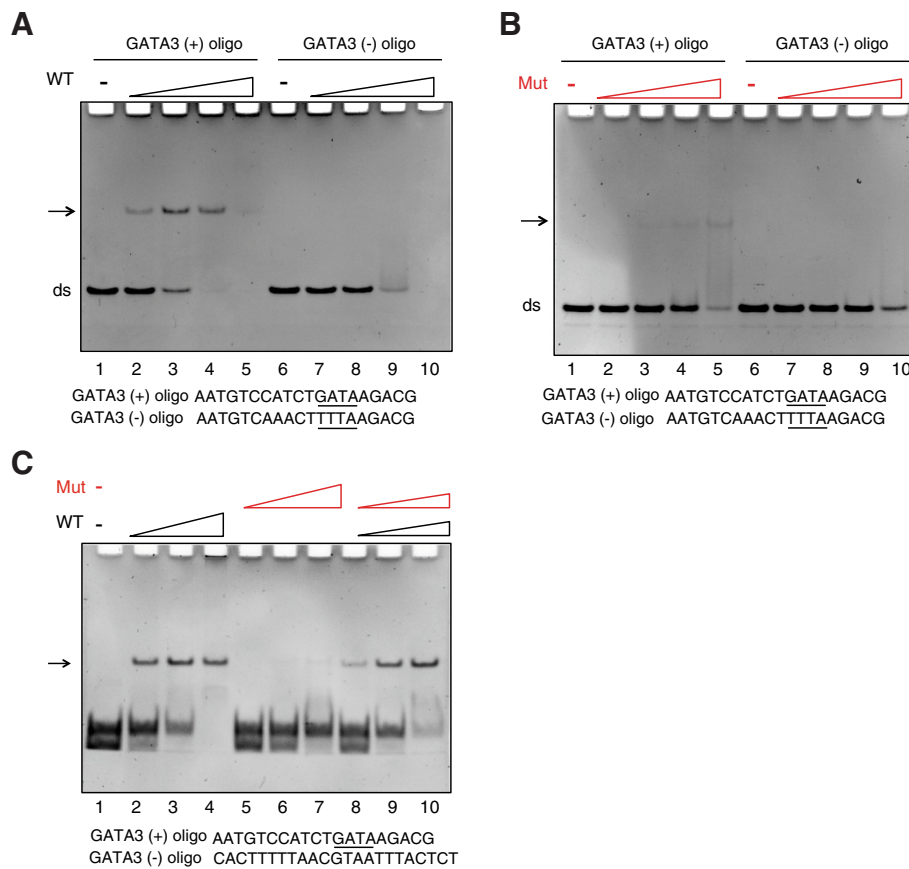 A
GATA3 (+) oligo GATA3 (-) oligo
WT - -
ds
1 2 3 4 5 6 7 8 9 10
GATA3 (+) oligo AATGTCCATCTGATAAGACG
GATA3 (-) oligo AATGTCAAACTTTTAAGACG
B
GATA3 (+) oligo GATA3 (-) oligo
Mut - -
ds
1 2 3 4 5 6 7 8 9 10
GATA3 (+) oligo AATGTCCATCTGATAAGACG
GATA3 (-) oligo AATGTCAAACTTTTAAGACG
C
Mut -
WT -
1 2 3 4 5 6 7 8 9 10
GATA3 (+) oligo AATGTCCATCTGATAAGACG
GATA3 (-) oligo CACTTTTTAACGTAATTTACTCT